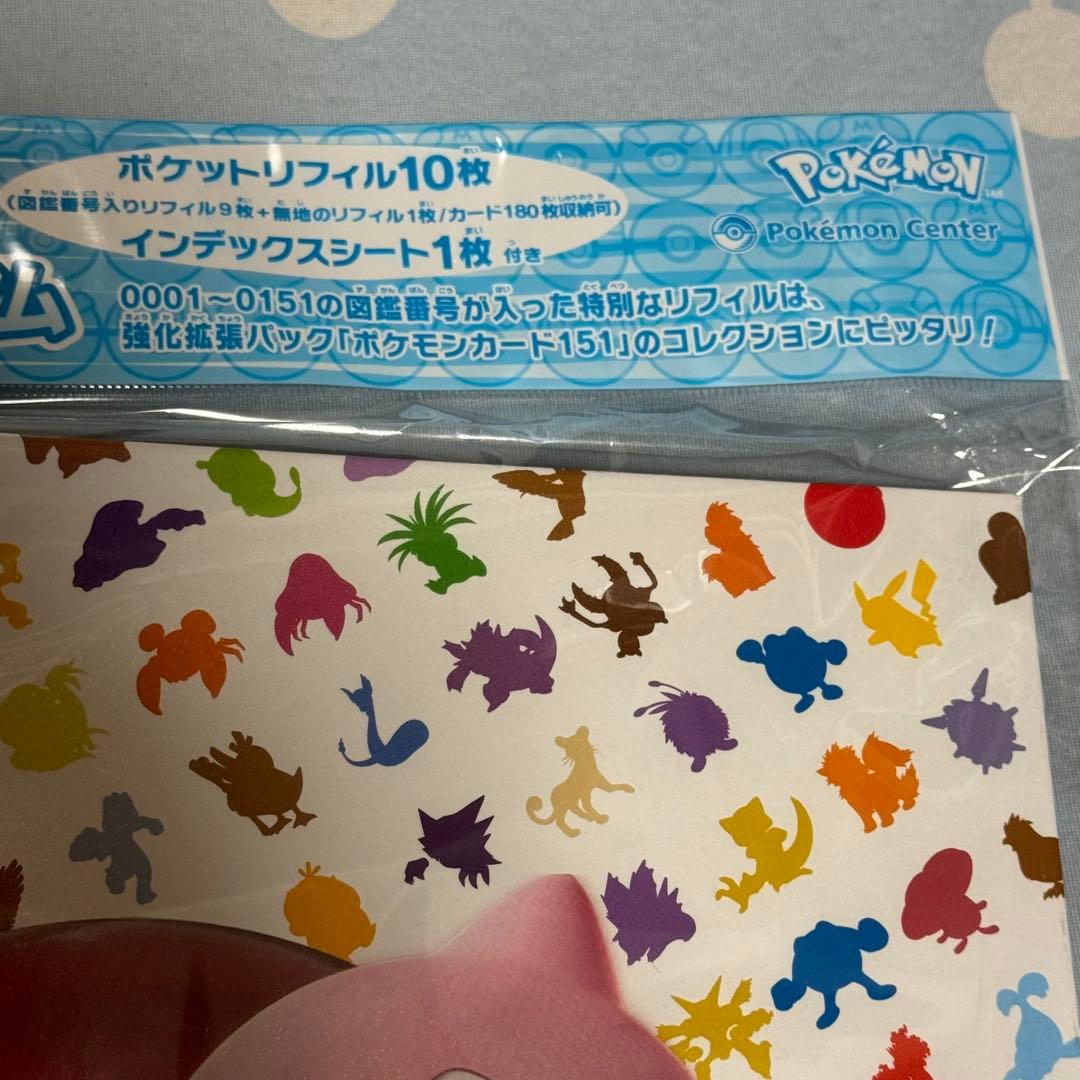 ポケットリフィル10枚
(図鑑番号入りリフィル9枚+無地のリフィル1枚/カード180枚収納可)
インデックスシート1枚 付き
ム
0001～0151の図鑑番号が入った特別なリフィルは、
強化拡張パック「ポケモンカード151」のコレクションにピッタリ!
POKéMON
Pokémon Center